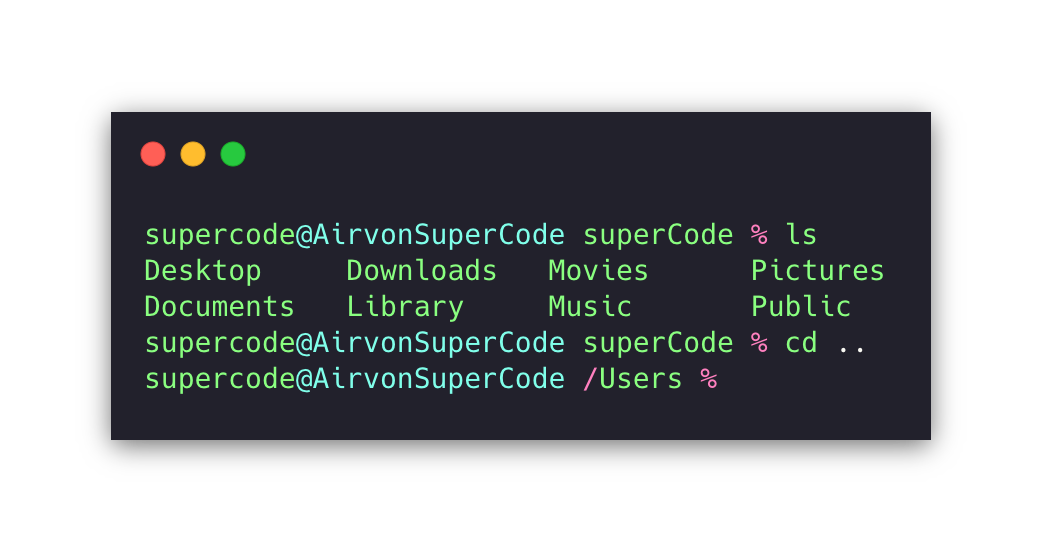 supercode@AirvonSuperCode superCode % ls
Desktop     Downloads   Movies      Pictures
Documents   Library     Music       Public
supercode@AirvonSuperCode superCode % cd ..
supercode@AirvonSuperCode /Users %